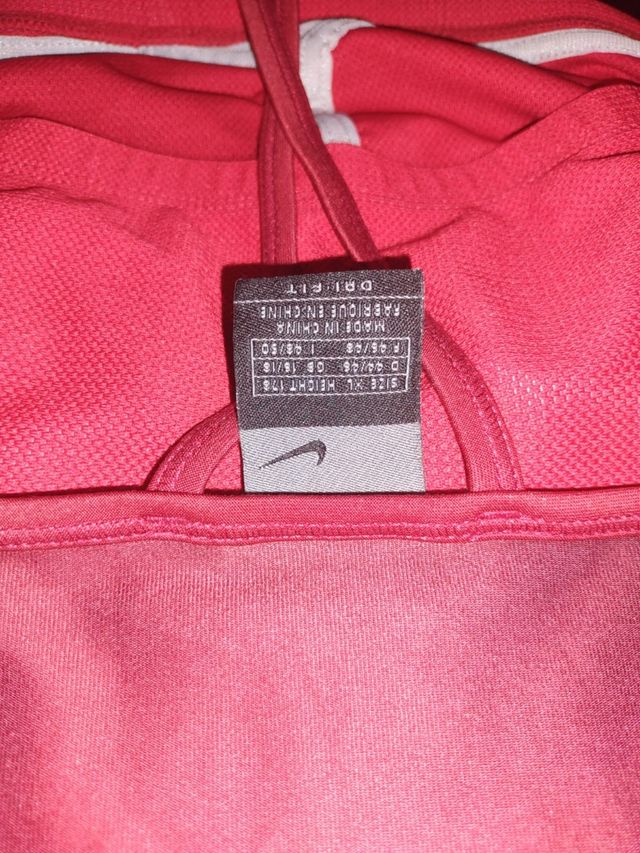 SIZE XL HEIGHT 178
D 44/46 GB 16/18
F 46/48 I 48/50
MADE IN CHINA
FABRIQUE EN CHINE
DRI-FIT